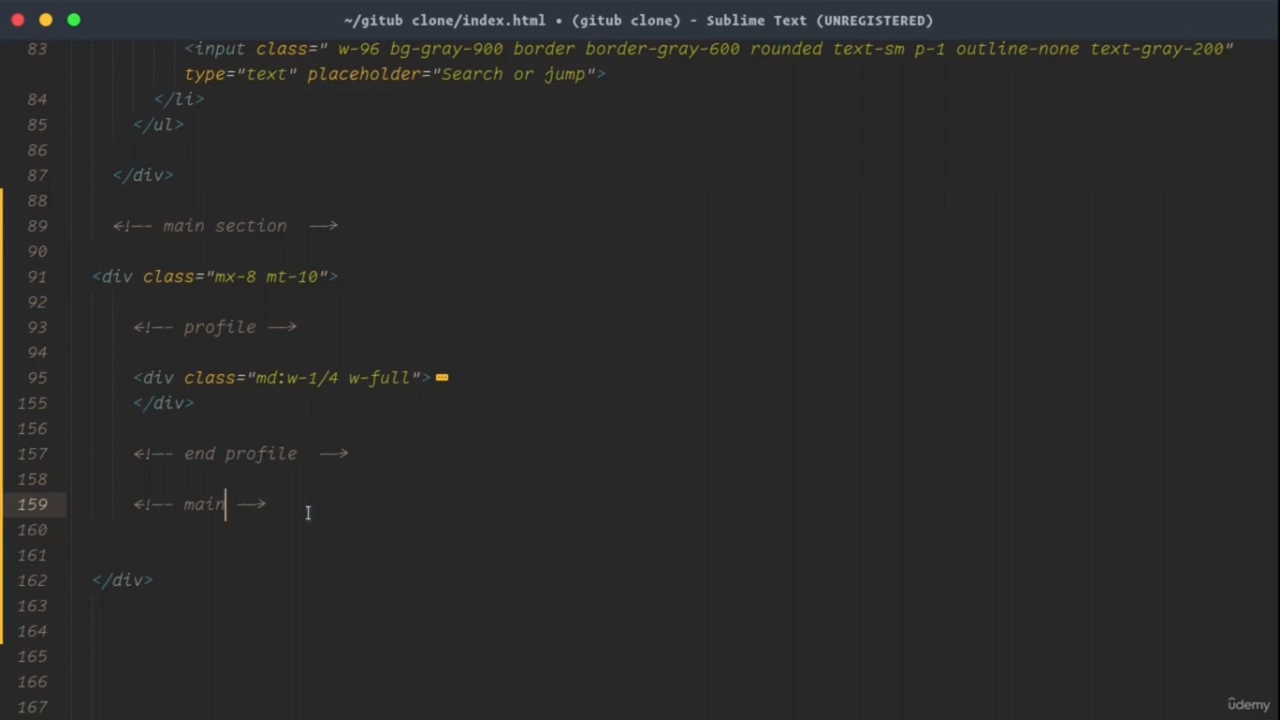 ~/gitub clone/index.html • (gitub clone) - Sublime Text (UNREGISTERED)
83 <input class=" w-96 bg-gray-900 border border-gray-600 rounded text-sm p-1 outline-none text-gray-200"
type="text" placeholder="Search or jump">
84 </li>
85 </ul>
86
87 </div>
88
89 <!-- main section -->
90
91 <div class="mx-8 mt-10">
92
93 <!-- profile -->
94
95 <div class="md:w-1/4 w-full">
155 </div>
156
157 <!-- end profile -->
158
159 <!-- main -->
160
161
162 </div>
163
164
165
166
167
ûdemy